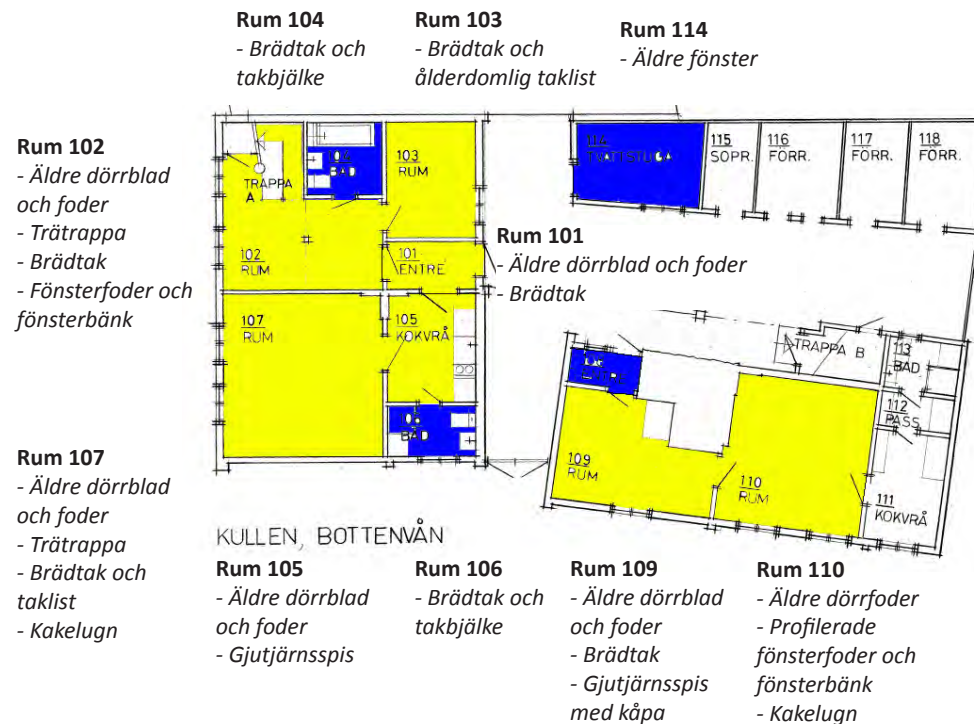 Rum 104
- Brädtak och
takbjälke
Rum 103
- Brädtak och
ålderdomlig taklist
Rum 114
- Äldre fönster
Rum 102
- Äldre dörrblad
och foder
- Trätrappa
- Brädtak
- Fönsterfoder och
fönsterbänk
TRAPPA
A
BAD
103
RUM
TVÄTTSTUGA
115
SOPR.
116
FÖRR.
117
FÖRR.
118
FÖRR.
102
RUM
101
ENTRE
Rum 101
- Äldre dörrblad och foder
- Brädtak
107
RUM
105
KOKVRÅ
BAD
TRAPPA B
113
BAD
112
PASS.
109
RUM
110
RUM
111
KOKVRÅ
Rum 107
- Äldre dörrblad
och foder
- Trätrappa
- Brädtak och
taklist
- Kakelugn
KULLEN, BOTTENVÅN
Rum 105
- Äldre dörrblad
och foder
- Gjutjärnsspis
Rum 106
- Brädtak och
takbjälke
Rum 109
- Äldre dörrblad
och foder
- Brädtak
- Gjutjärnsspis
med kåpa
Rum 110
- Äldre dörrfoder
- Profilerade
fönsterfoder och
fönsterbänk
- Kakelugn